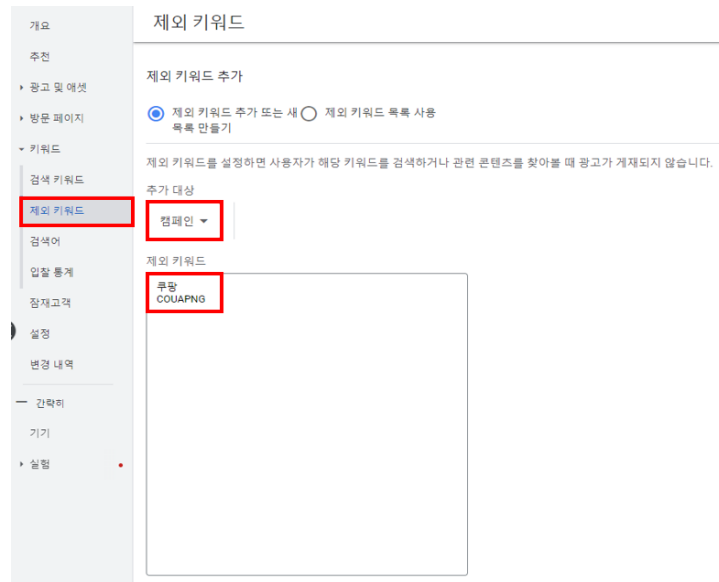 개요
추천
광고 및 애셋
방문 페이지
키워드
검색 키워드
제외 키워드
검색어
입찰 통계
잠재고객
설정
변경 내역
간략히
기기
실험
제외 키워드
제외 키워드 추가
제외 키워드 추가 또는 새
목록 만들기
제외 키워드 목록 사용
제외 키워드를 설정하면 사용자가 해당 키워드를 검색하거나 관련 콘텐츠를 찾아볼 때 광고가 게재되지 않습니다.
추가 대상
캠페인
제외 키워드
쿠팡
COUAPNG